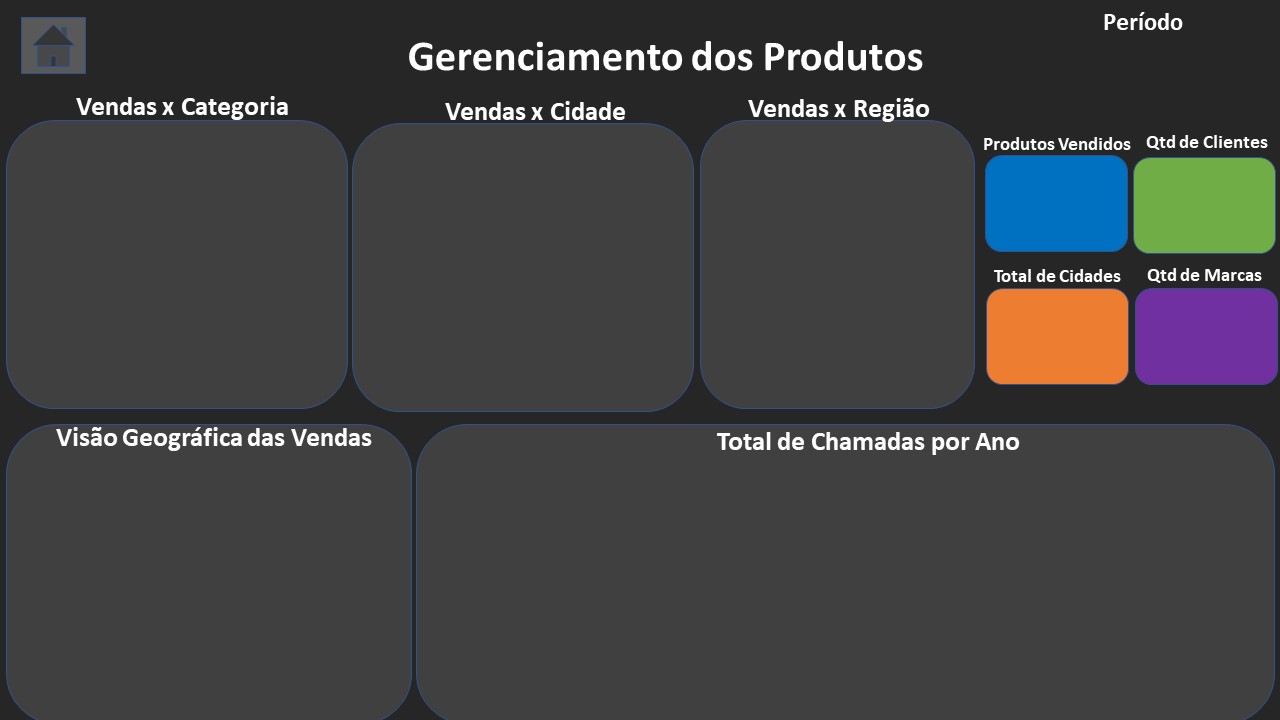 Período
Gerenciamento dos Produtos
Vendas x Categoria
Vendas x Cidade
Vendas x Região
Produtos Vendidos
Qtd de Clientes
Total de Cidades
Qtd de Marcas
Visão Geográfica das Vendas
Total de Chamadas por Ano